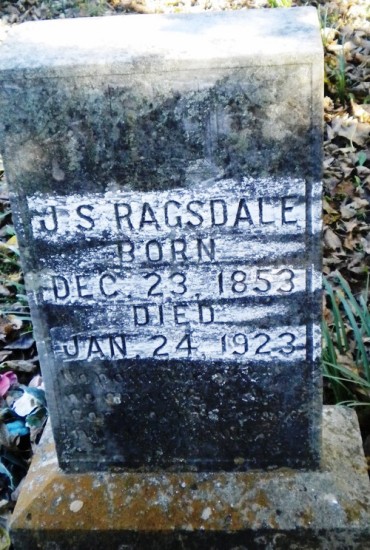 J S RAGSDALE
BORN
DEC. 23, 1853
DIED
JAN. 24, 1923